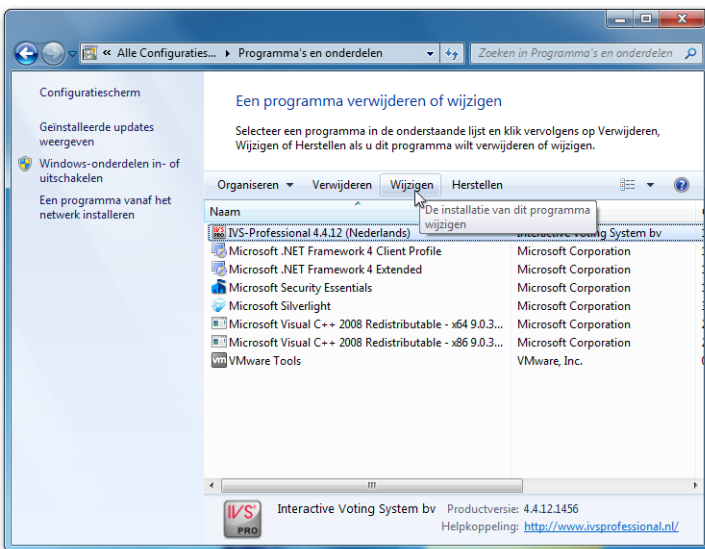 « Alle Configuraties... ▸ Programma's en onderdelen
Zoeken in Programma's en onderdelen
Configuratiescherm
Geïnstalleerde updates
weergeven
Windows-onderdelen in- of
uitschakelen
Een programma vanaf het
netwerk installeren
Een programma verwijderen of wijzigen
Selecteer een programma in de onderstaande lijst en klik vervolgens op Verwijderen,
Wijzigen of Herstellen als u dit programma wilt verwijderen of wijzigen.
Organiseren Verwijderen Wijzigen Herstellen
Naam
De installatie van dit programma
wijzigen
IVS-Professional 4.4.12 (Nederlands) Interactive Voting System bv
Microsoft .NET Framework 4 Client Profile Microsoft Corporation
Microsoft .NET Framework 4 Extended Microsoft Corporation
Microsoft Security Essentials Microsoft Corporation
Microsoft Silverlight Microsoft Corporation
Microsoft Visual C++ 2008 Redistributable - x64 9.0.3... Microsoft Corporation
Microsoft Visual C++ 2008 Redistributable - x86 9.0.3... Microsoft Corporation
VMware Tools VMware, Inc.
IVS PRO
Interactive Voting System bv Productversie: 4.4.12.1456
Helpkoppeling: http://www.ivsprofessional.nl/